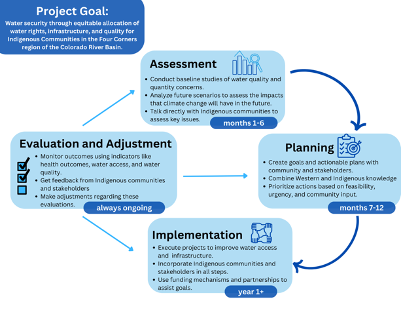 Project Goal:
Water security through equitable allocation of
water rights, infrastructure, and quality for
Indigenous Communities in the Four Corners
region of the Colorado River Basin.
Assessment
• Conduct baseline studies of water quality and
quantity concerns.
• Analyze future scenarios to assess the impacts
that climate change will have in the future.
• Talk directly with Indigenous communities to
assess key issues.
months 1-6
Evaluation and Adjustment
• Monitor outcomes using indicators like
health outcomes, water access, and water
quality.
• Get feedback from Indigenous communities
and stakeholders
• Make adjustments regarding these
evaluations.
always ongoing
Planning
• Create goals and actionable plans with
community and stakeholders.
• Combine Western and Indigenous knowledge
• Prioritize actions based on feasibility,
urgency, and community input.
months 7-12
Implementation
• Execute projects to improve water access
and infrastructure.
• Incorporate Indigenous communities and
stakeholders in all steps.
• Use funding mechanisms and partnerships to
assist goals.
year 1+